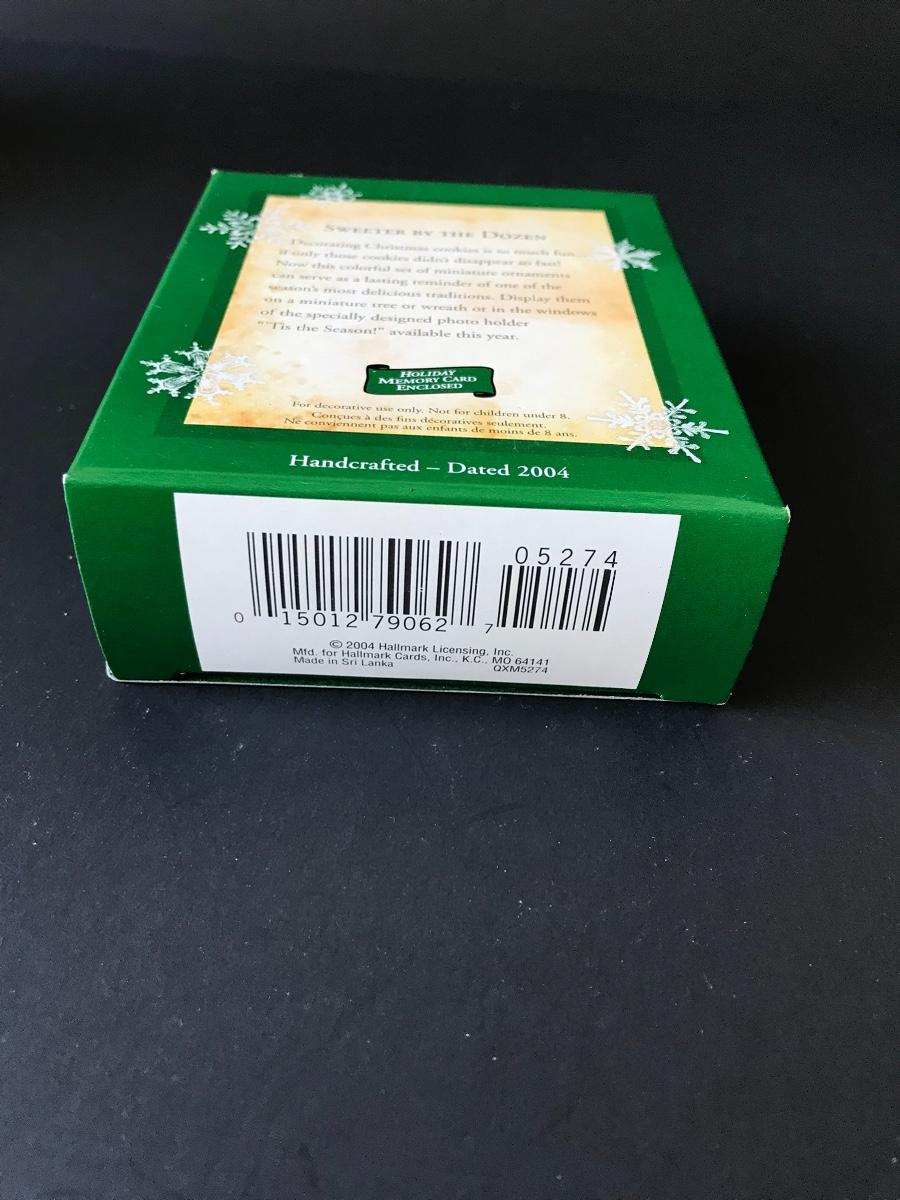 SWEETER BY THE DOZEN
Decorating Christmas cookies is so much fun...
if only those cookies didn't disappear so fast!
Now this colorful set of miniature ornaments
can serve as a lasting reminder of one of the
season's most delicious traditions. Display them
on a miniature tree or wreath or in the windows
of the specially designed photo holder
"'Tis the Season!" available this year.
HOLIDAY
MEMORY CARD
ENCLOSED
For decorative use only. Not for children under 8.
Conçues à des fins décoratives seulement.
Ne conviennent pas aux enfants de moins de 8 ans.
Handcrafted – Dated 2004
05274
0 15012 79062 7
© 2004 Hallmark Licensing, Inc.
Mfd. for Hallmark Cards, Inc., K.C., MO 64141
Made in Sri Lanka QXM5274